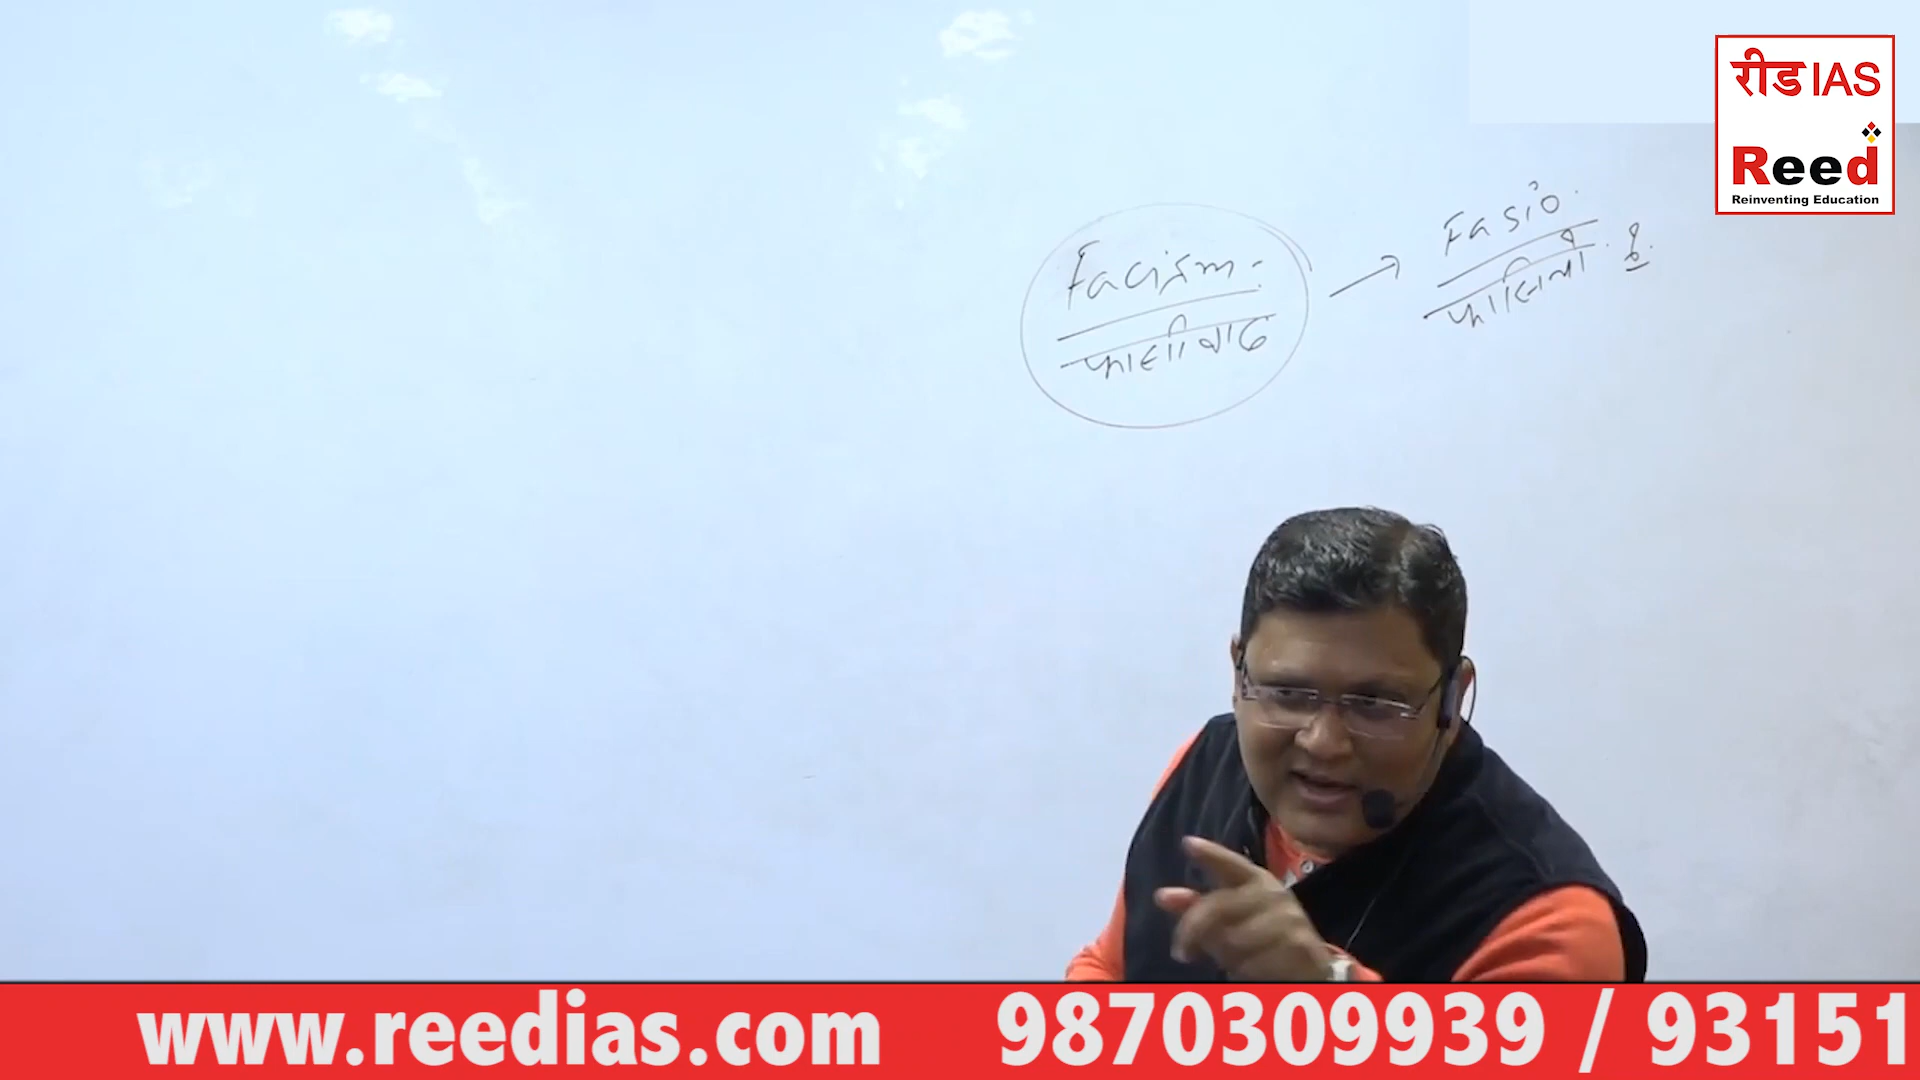 रीड IAS
Reed
Reinventing Education
Facism:
फासीवाद
→ Fasio.
फासियो.
www.reedias.com 9870309939 / 93151